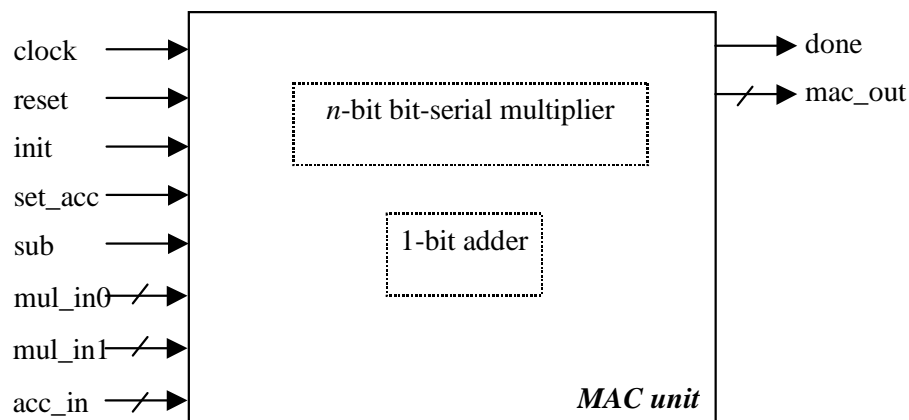 clock
reset
init
set_acc
sub
mul_in0
mul_in1
acc_in
n-bit bit-serial multiplier
1-bit adder
MAC unit
done
mac_out